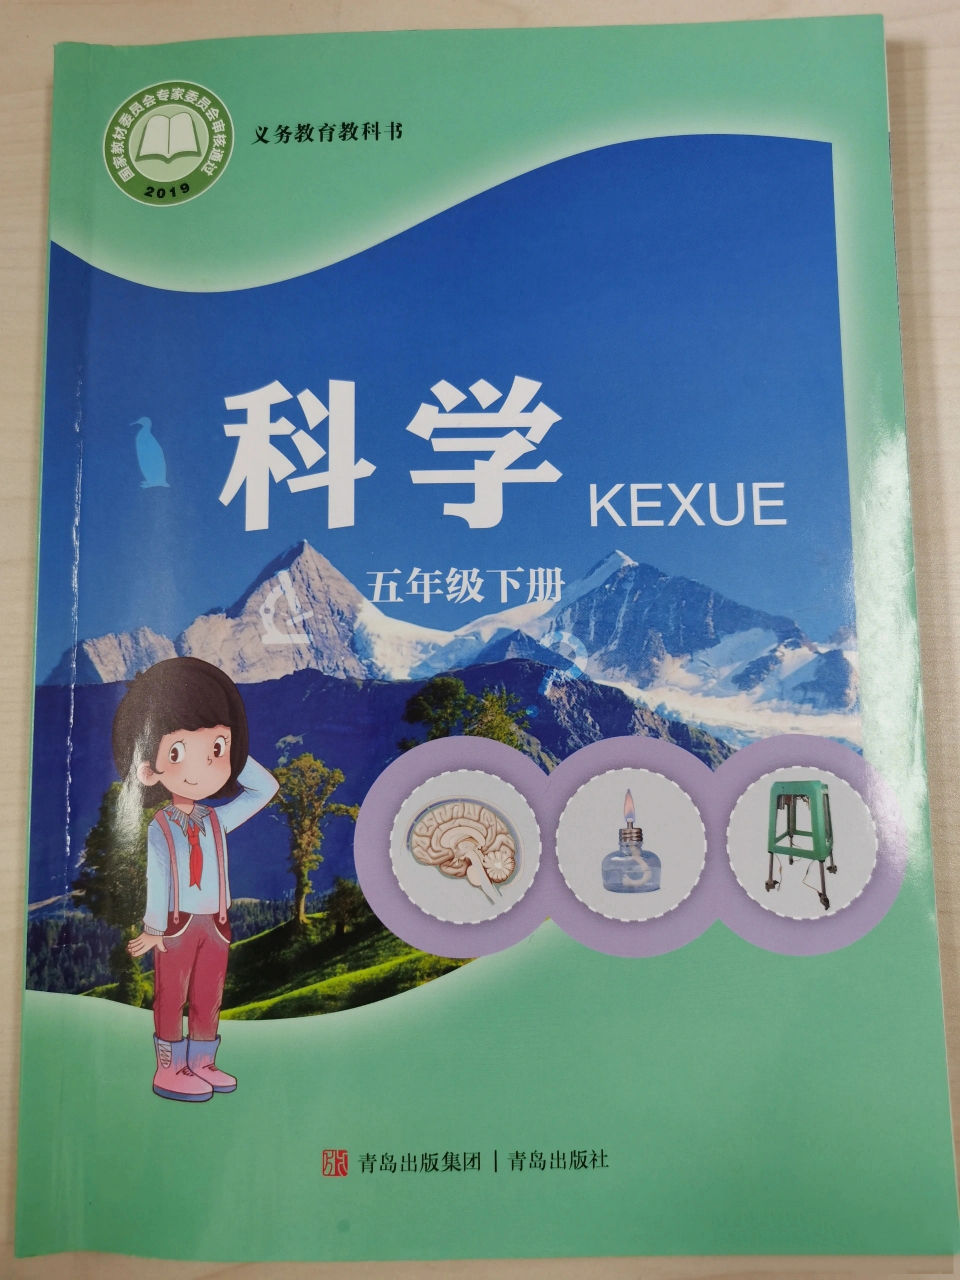 国家教材委员会专家委员会审核通过
2019
义务教育教科书
科学
KEXUE
五年级下册
青岛出版集团 | 青岛出版社